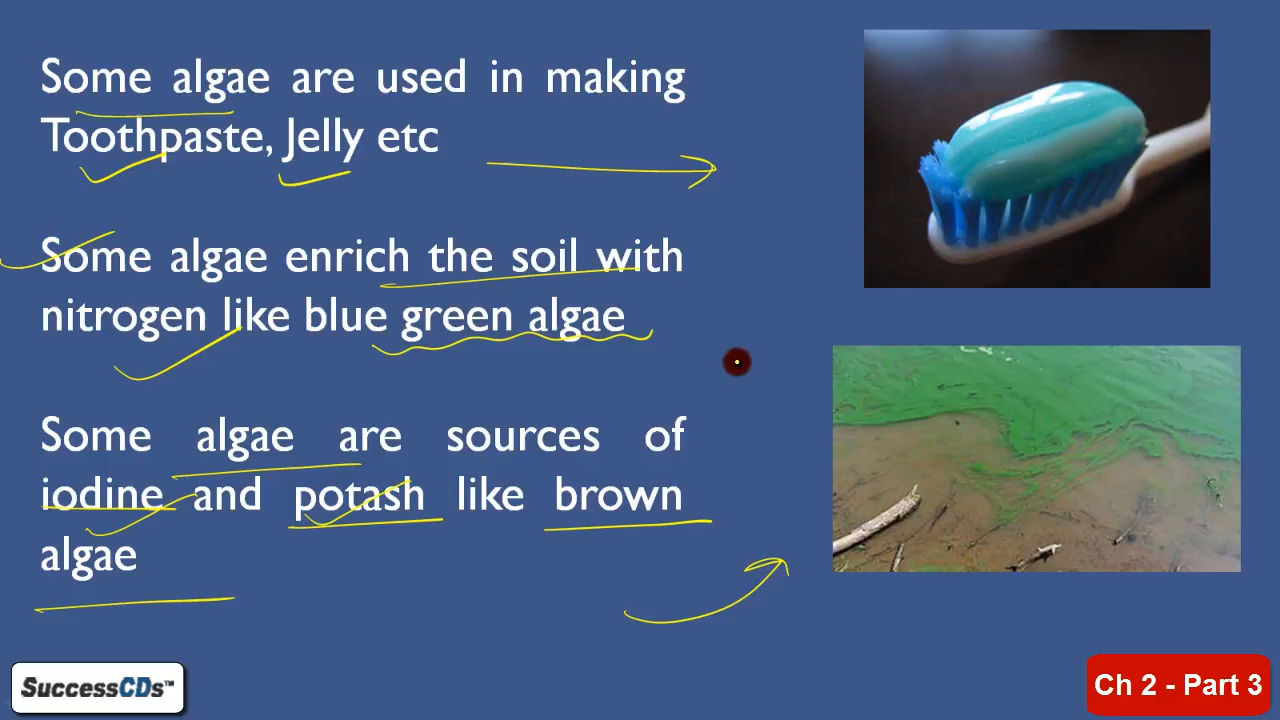 Some algae are used in making
Toothpaste, Jelly etc
Some algae enrich the soil with
nitrogen like blue green algae
Some algae are sources of
iodine and potash like brown
algae
SuccessCDs™
Ch 2 - Part 3